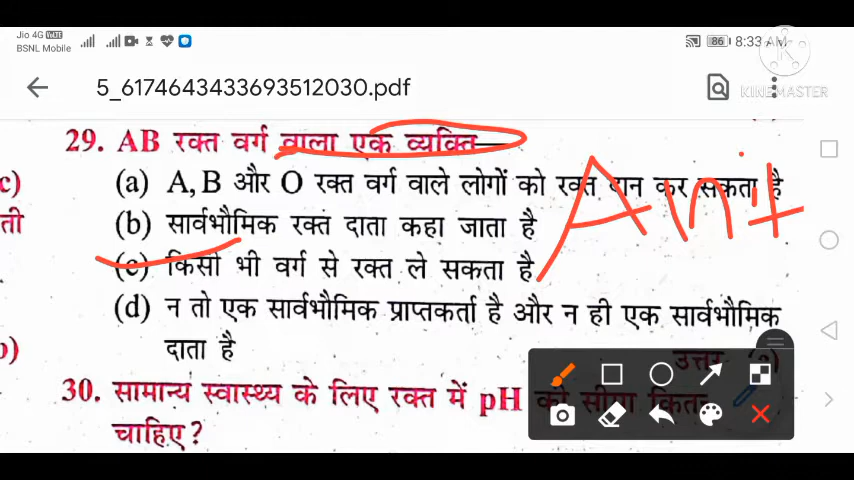 Jio 4G VoLTE
BSNL Mobile
86 8:33 AM
5_6174643433693512030.pdf
KINEMASTER
29. AB रक्त वर्ग वाला एक व्यक्ति—
(a) A, B और O रक्त वर्ग वाले लोगों को रक्त दान कर सकता है
(b) सार्वभौमिक रक्त दाता कहा जाता है
(c) किसी भी वर्ग से रक्त ले सकता है
(d) न तो एक सार्वभौमिक प्राप्तकर्ता है और न ही एक सार्वभौमिक
दाता है
उत्तर
30. सामान्य स्वास्थ्य के लिए रक्त में pH की सीमा
चाहिए?
c)
ती